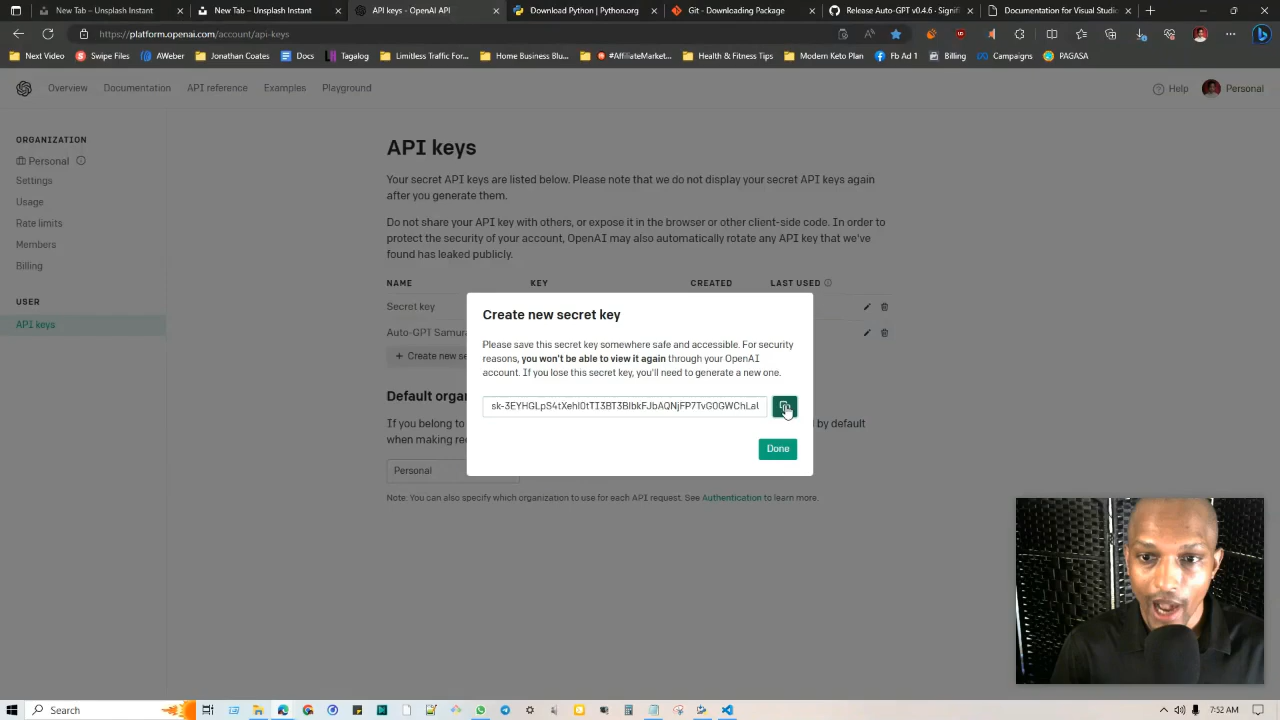 New Tab – Unsplash Instant
New Tab – Unsplash Instant
API keys - OpenAI API
Download Python | Python.org
Git - Downloading Package
Release Auto-GPT v0.4.6 - Signifi
Documentation for Visual Studio
https://platform.openai.com/account/api-keys
Next Video
Swipe Files
AWeber
Jonathan Coates
Docs
Tagalog
Limitless Traffic For...
Home Business Blu...
#AffiliateMarket...
Health & Fitness Tips
Modern Keto Plan
Fb Ad 1
Billing
Campaigns
PAGASA
Overview
Documentation
API reference
Examples
Playground
Help
Personal
ORGANIZATION
Personal
Settings
Usage
Rate limits
Members
Billing
USER
API keys
API keys
Your secret API keys are listed below. Please note that we do not display your secret API keys again
after you generate them.
Do not share your API key with others, or expose it in the browser or other client-side code. In order to
protect the security of your account, OpenAI may also automatically rotate any API key that we've
found has leaked publicly.
NAME KEY CREATED LAST USED
Secret key
Auto-GPT Samura
+ Create new se
Default orga
If you belong to
by default
when making re
Personal
Note: You can also specify which organization to use for each API request. See Authentication to learn more.
Create new secret key
Please save this secret key somewhere safe and accessible. For security
reasons, you won't be able to view it again through your OpenAI
account. If you lose this secret key, you'll need to generate a new one.
Done
Search
7:52 AM